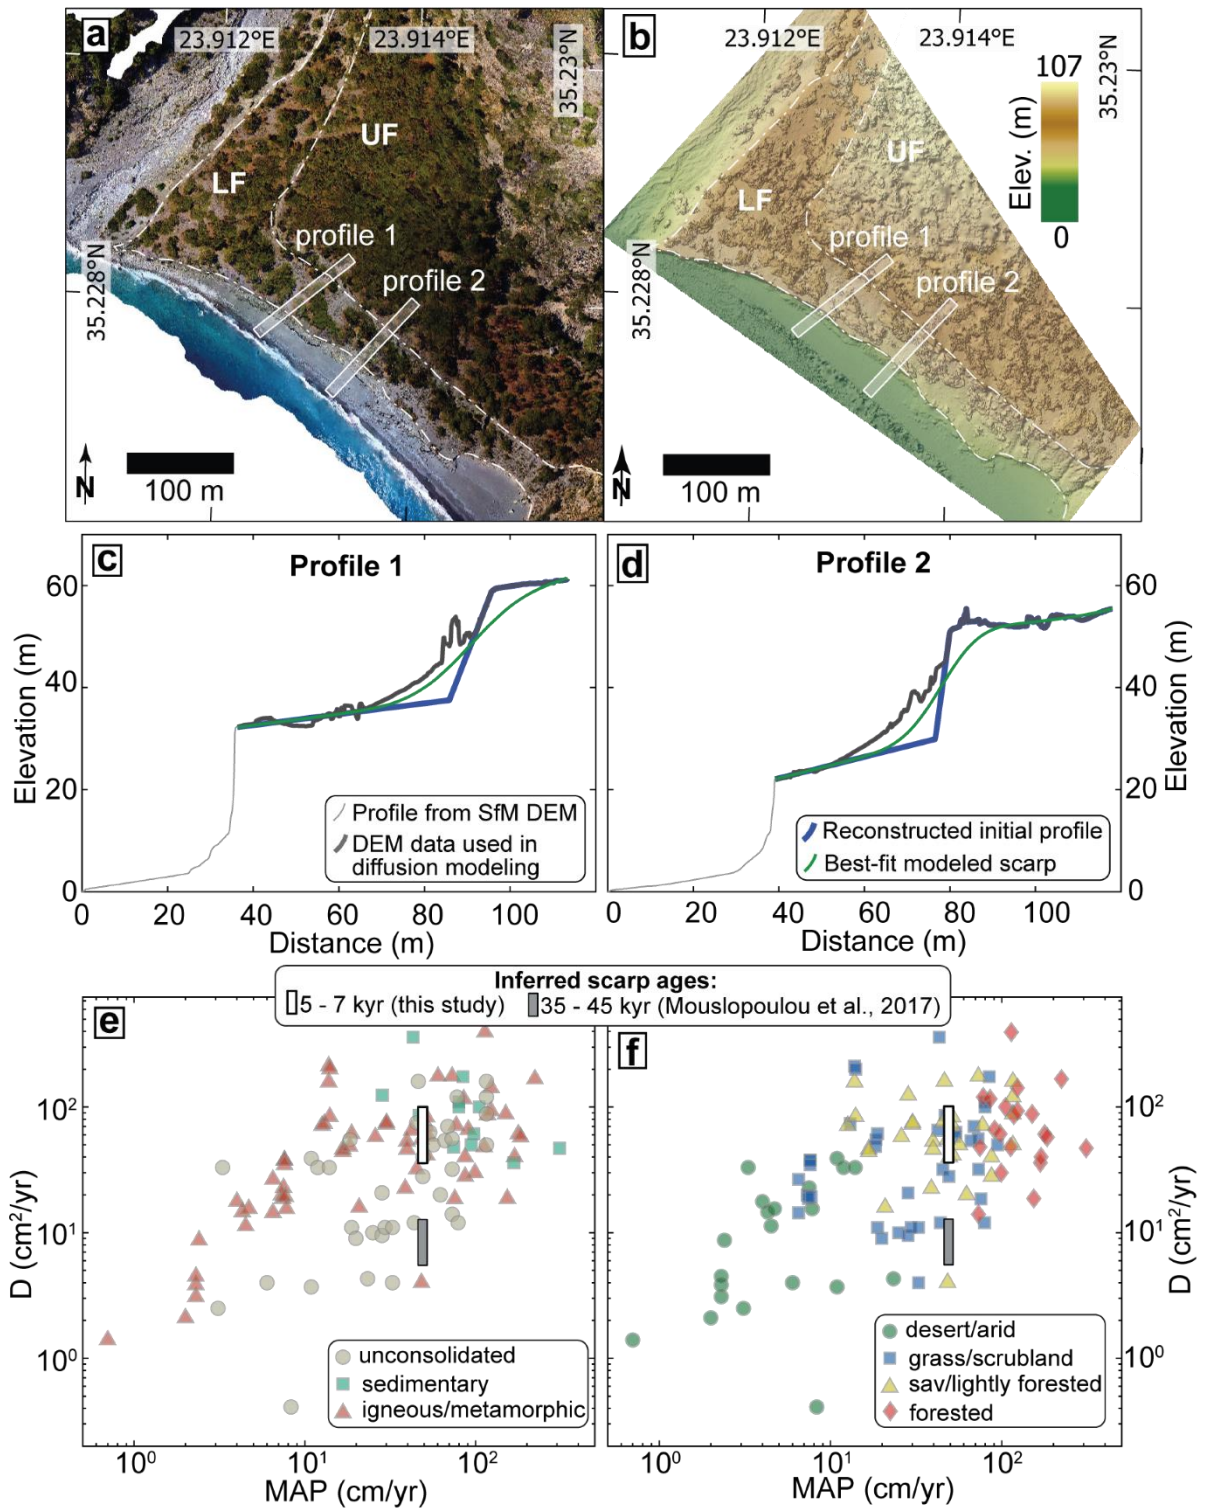 a
23.912°E
23.914°E
35.23°N
UF
LF
profile 1
profile 2
35.228°N
N
100 m
b
23.912°E
23.914°E
107
Elev. (m)
0
35.23°N
UF
LF
profile 1
profile 2
35.228°N
N
100 m
c
Profile 1
60
40
20
0
Elevation (m)
Profile from SfM DEM
DEM data used in
diffusion modeling
0 20 40 60 80 100
Distance (m)
d
Profile 2
60
40
20
0
Elevation (m)
Reconstructed initial profile
Best-fit modeled scarp
0 20 40 60 80 100
Distance (m)
Inferred scarp ages:
5 - 7 kyr (this study) 35 - 45 kyr (Mouslopoulou et al., 2017)
e
10²
10¹
10⁰
D (cm²/yr)
unconsolidated
sedimentary
igneous/metamorphic
10⁰ 10¹ 10²
MAP (cm/yr)
f
10²
10¹
10⁰
D (cm²/yr)
desert/arid
grass/scrubland
sav/lightly forested
forested
10⁰ 10¹ 10²
MAP (cm/yr)